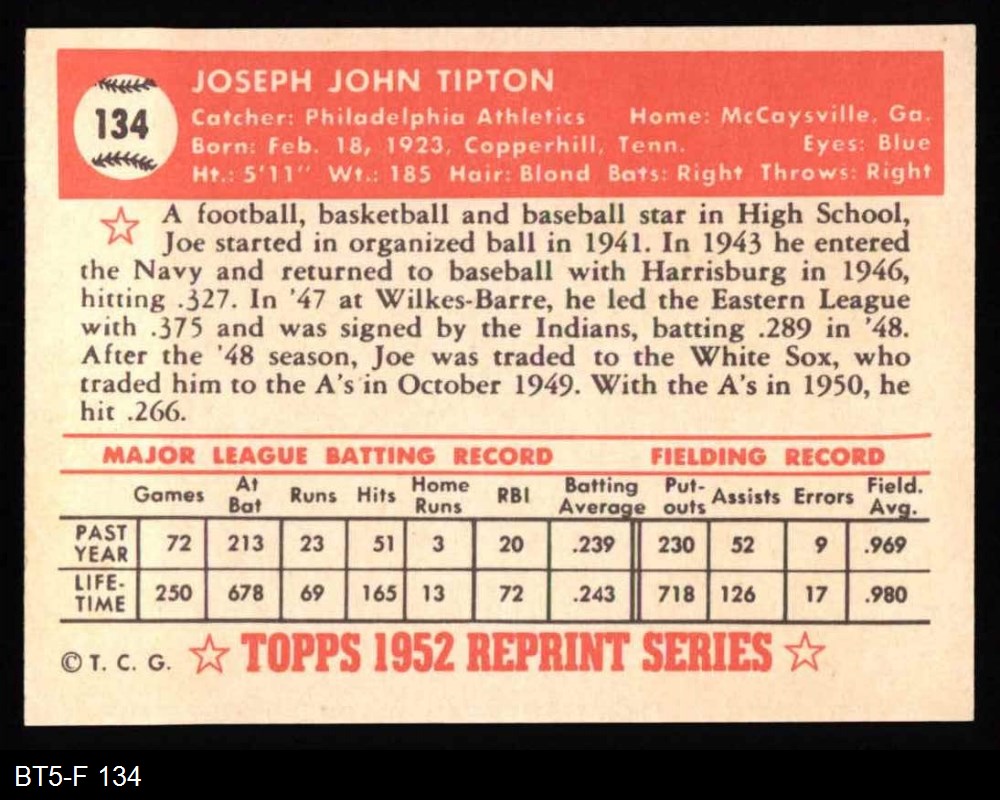 134
JOSEPH JOHN TIPTON
Catcher: Philadelphia Athletics Home: McCaysville, Ga.
Born: Feb. 18, 1923, Copperhill, Tenn. Eyes: Blue
Ht.: 5'11" Wt.: 185 Hair: Blond Bats: Right Throws: Right
A football, basketball and baseball star in High School,
Joe started in organized ball in 1941. In 1943 he entered
the Navy and returned to baseball with Harrisburg in 1946,
hitting .327. In '47 at Wilkes-Barre, he led the Eastern League
with .375 and was signed by the Indians, batting .289 in '48.
After the '48 season, Joe was traded to the White Sox, who
traded him to the A's in October 1949. With the A's in 1950, he
hit .266.
MAJOR LEAGUE BATTING RECORD FIELDING RECORD
Games At Bat Runs Hits Home Runs RBI Batting Average Put-outs Assists Errors Field. Avg.
PAST YEAR 72 213 23 51 3 20 .239 230 52 9 .969
LIFE-TIME 250 678 69 165 13 72 .243 718 126 17 .980
© T. C. G. ☆ TOPPS 1952 REPRINT SERIES ☆
BT5-F 134